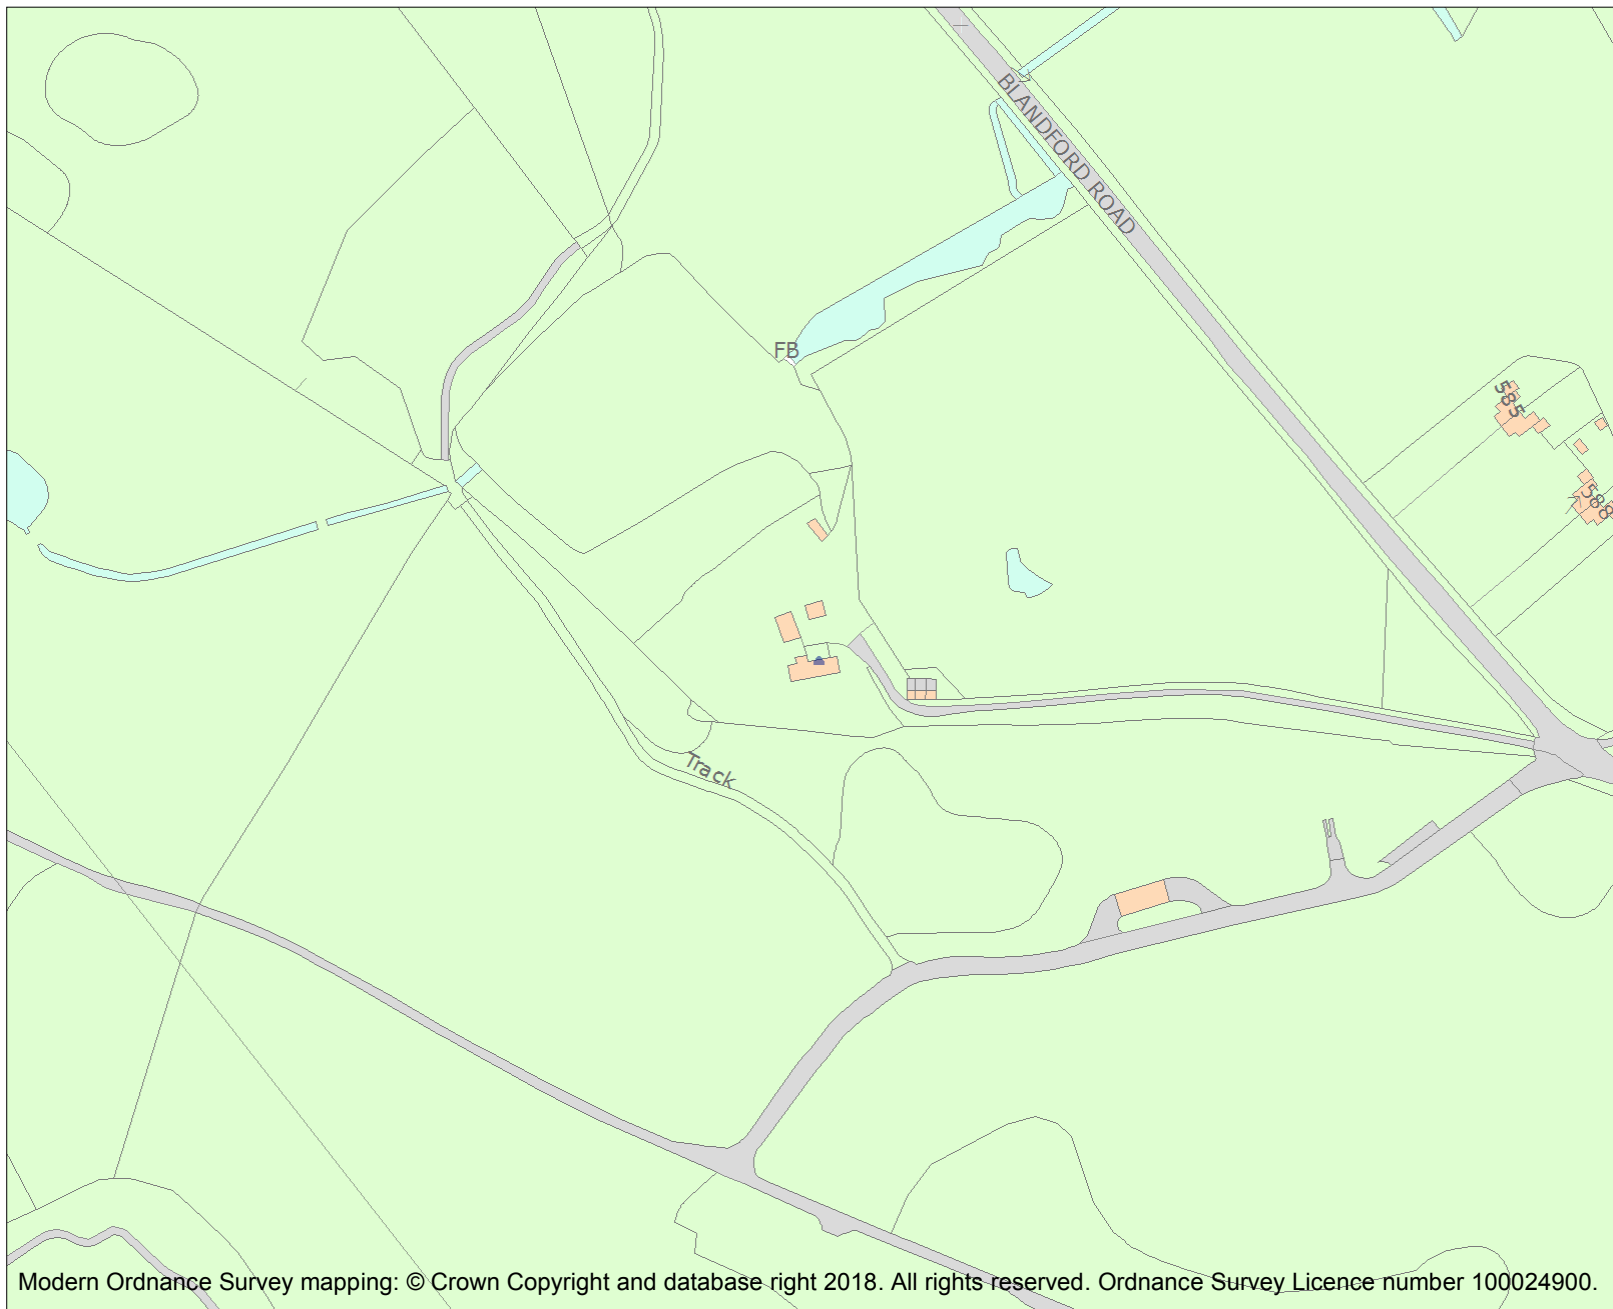 BLANDFORD ROAD
FB
585
588
Track
Modern Ordnance Survey mapping: © Crown Copyright and database right 2018. All rights reserved. Ordnance Survey Licence number 100024900.